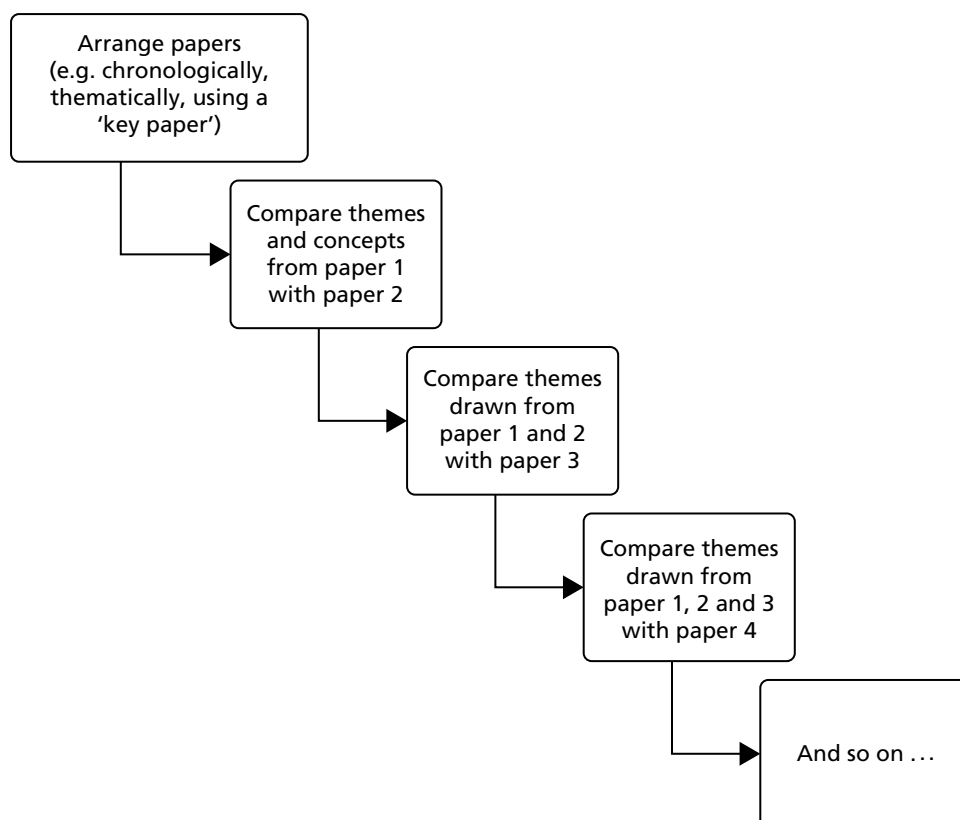 Arrange papers
(e.g. chronologically,
thematically, using a
‘key paper’)
Compare themes
and concepts
from paper 1
with paper 2
Compare themes
drawn from
paper 1 and 2
with paper 3
Compare themes
drawn from
paper 1, 2 and 3
with paper 4
And so on …